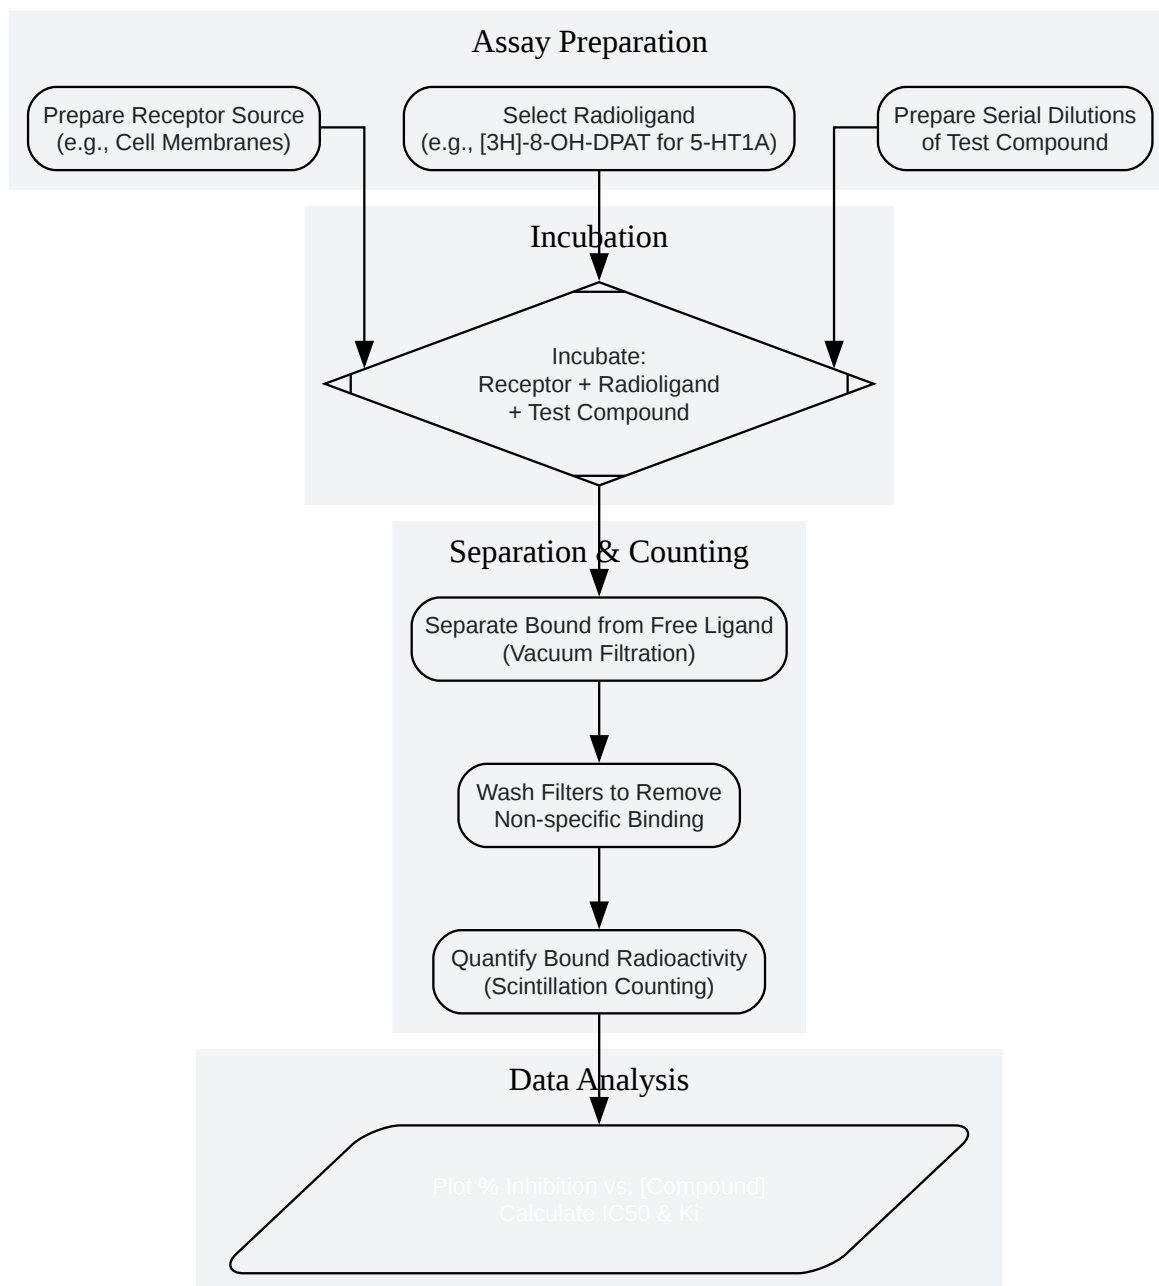 Assay Preparation
Prepare Receptor Source
(e.g., Cell Membranes)
Select Radioligand
(e.g., [3H]-8-OH-DPAT for 5-HT1A)
Prepare Serial Dilutions
of Test Compound
Incubation
Incubate:
Receptor + Radioligand
+ Test Compound
Separation & Counting
Separate Bound from Free Ligand
(Vacuum Filtration)
Wash Filters to Remove
Non-specific Binding
Quantify Bound Radioactivity
(Scintillation Counting)
Data Analysis
Plot % Inhibition vs. [Compound]
Calculate IC50 & Ki